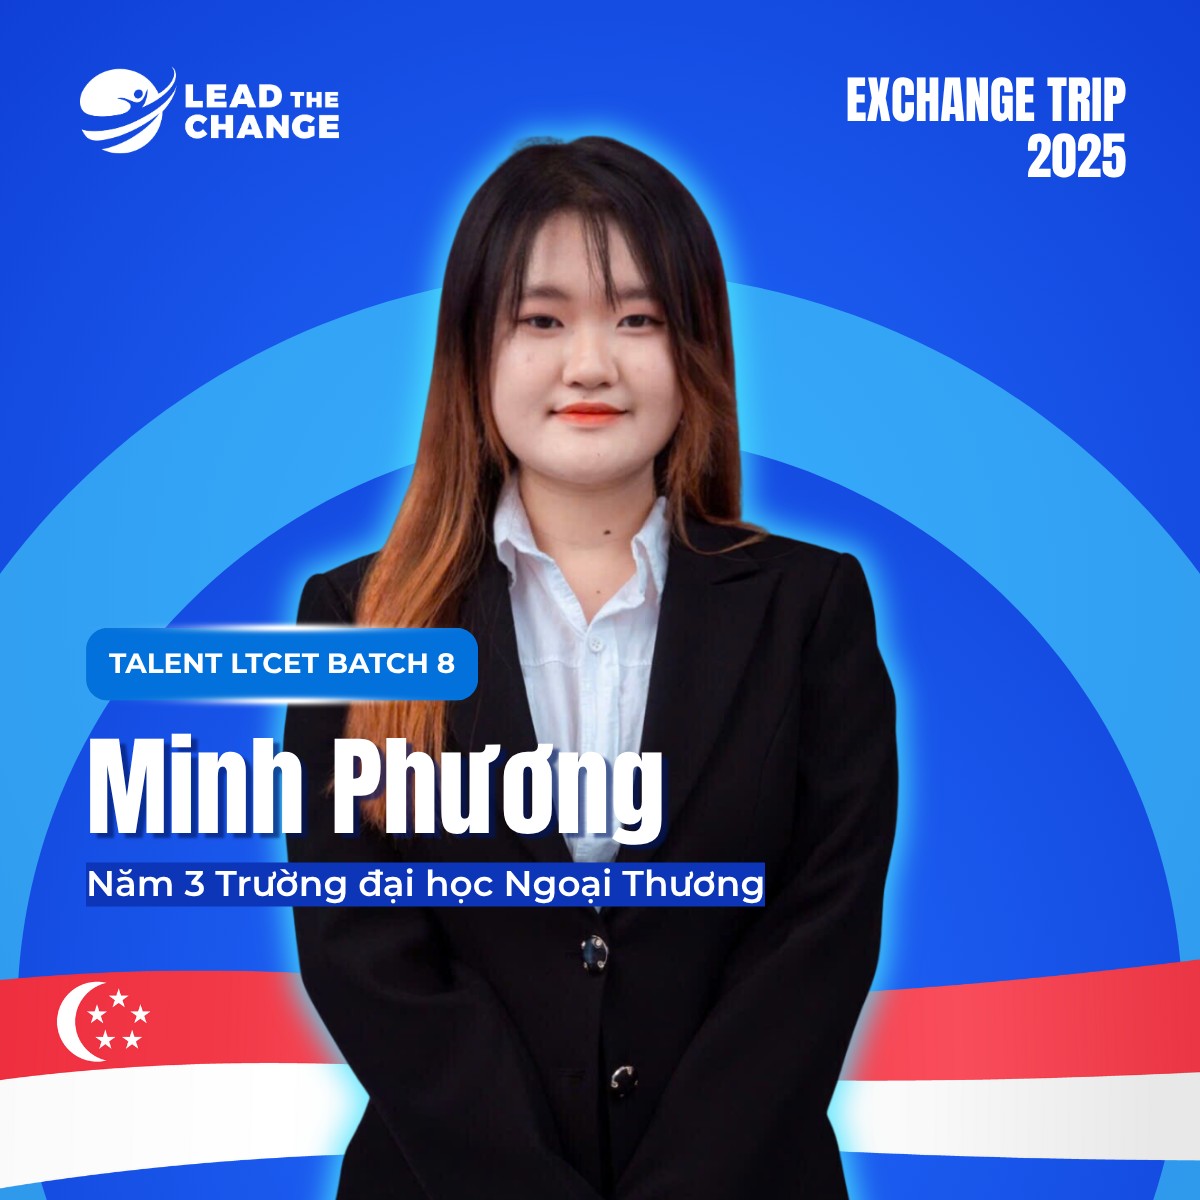 LEAD THE
CHANGE
EXCHANGE TRIP
2025
TALENT LTCET BATCH 8
Minh Phương
Năm 3 Trường đại học Ngoại Thương